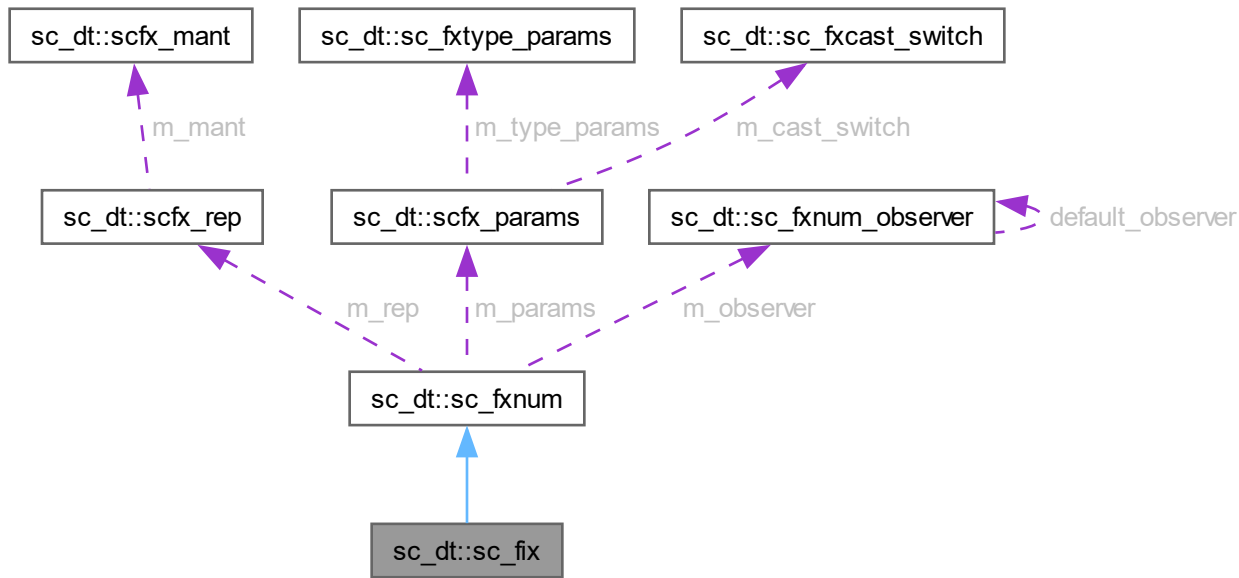 sc_dt::scfx_mant
sc_dt::sc_fxtype_params
sc_dt::sc_fxcast_switch
m_mant
m_type_params
m_cast_switch
sc_dt::scfx_rep
sc_dt::scfx_params
sc_dt::sc_fxnum_observer
default_observer
m_rep
m_params
m_observer
sc_dt::sc_fxnum
sc_dt::sc_fix